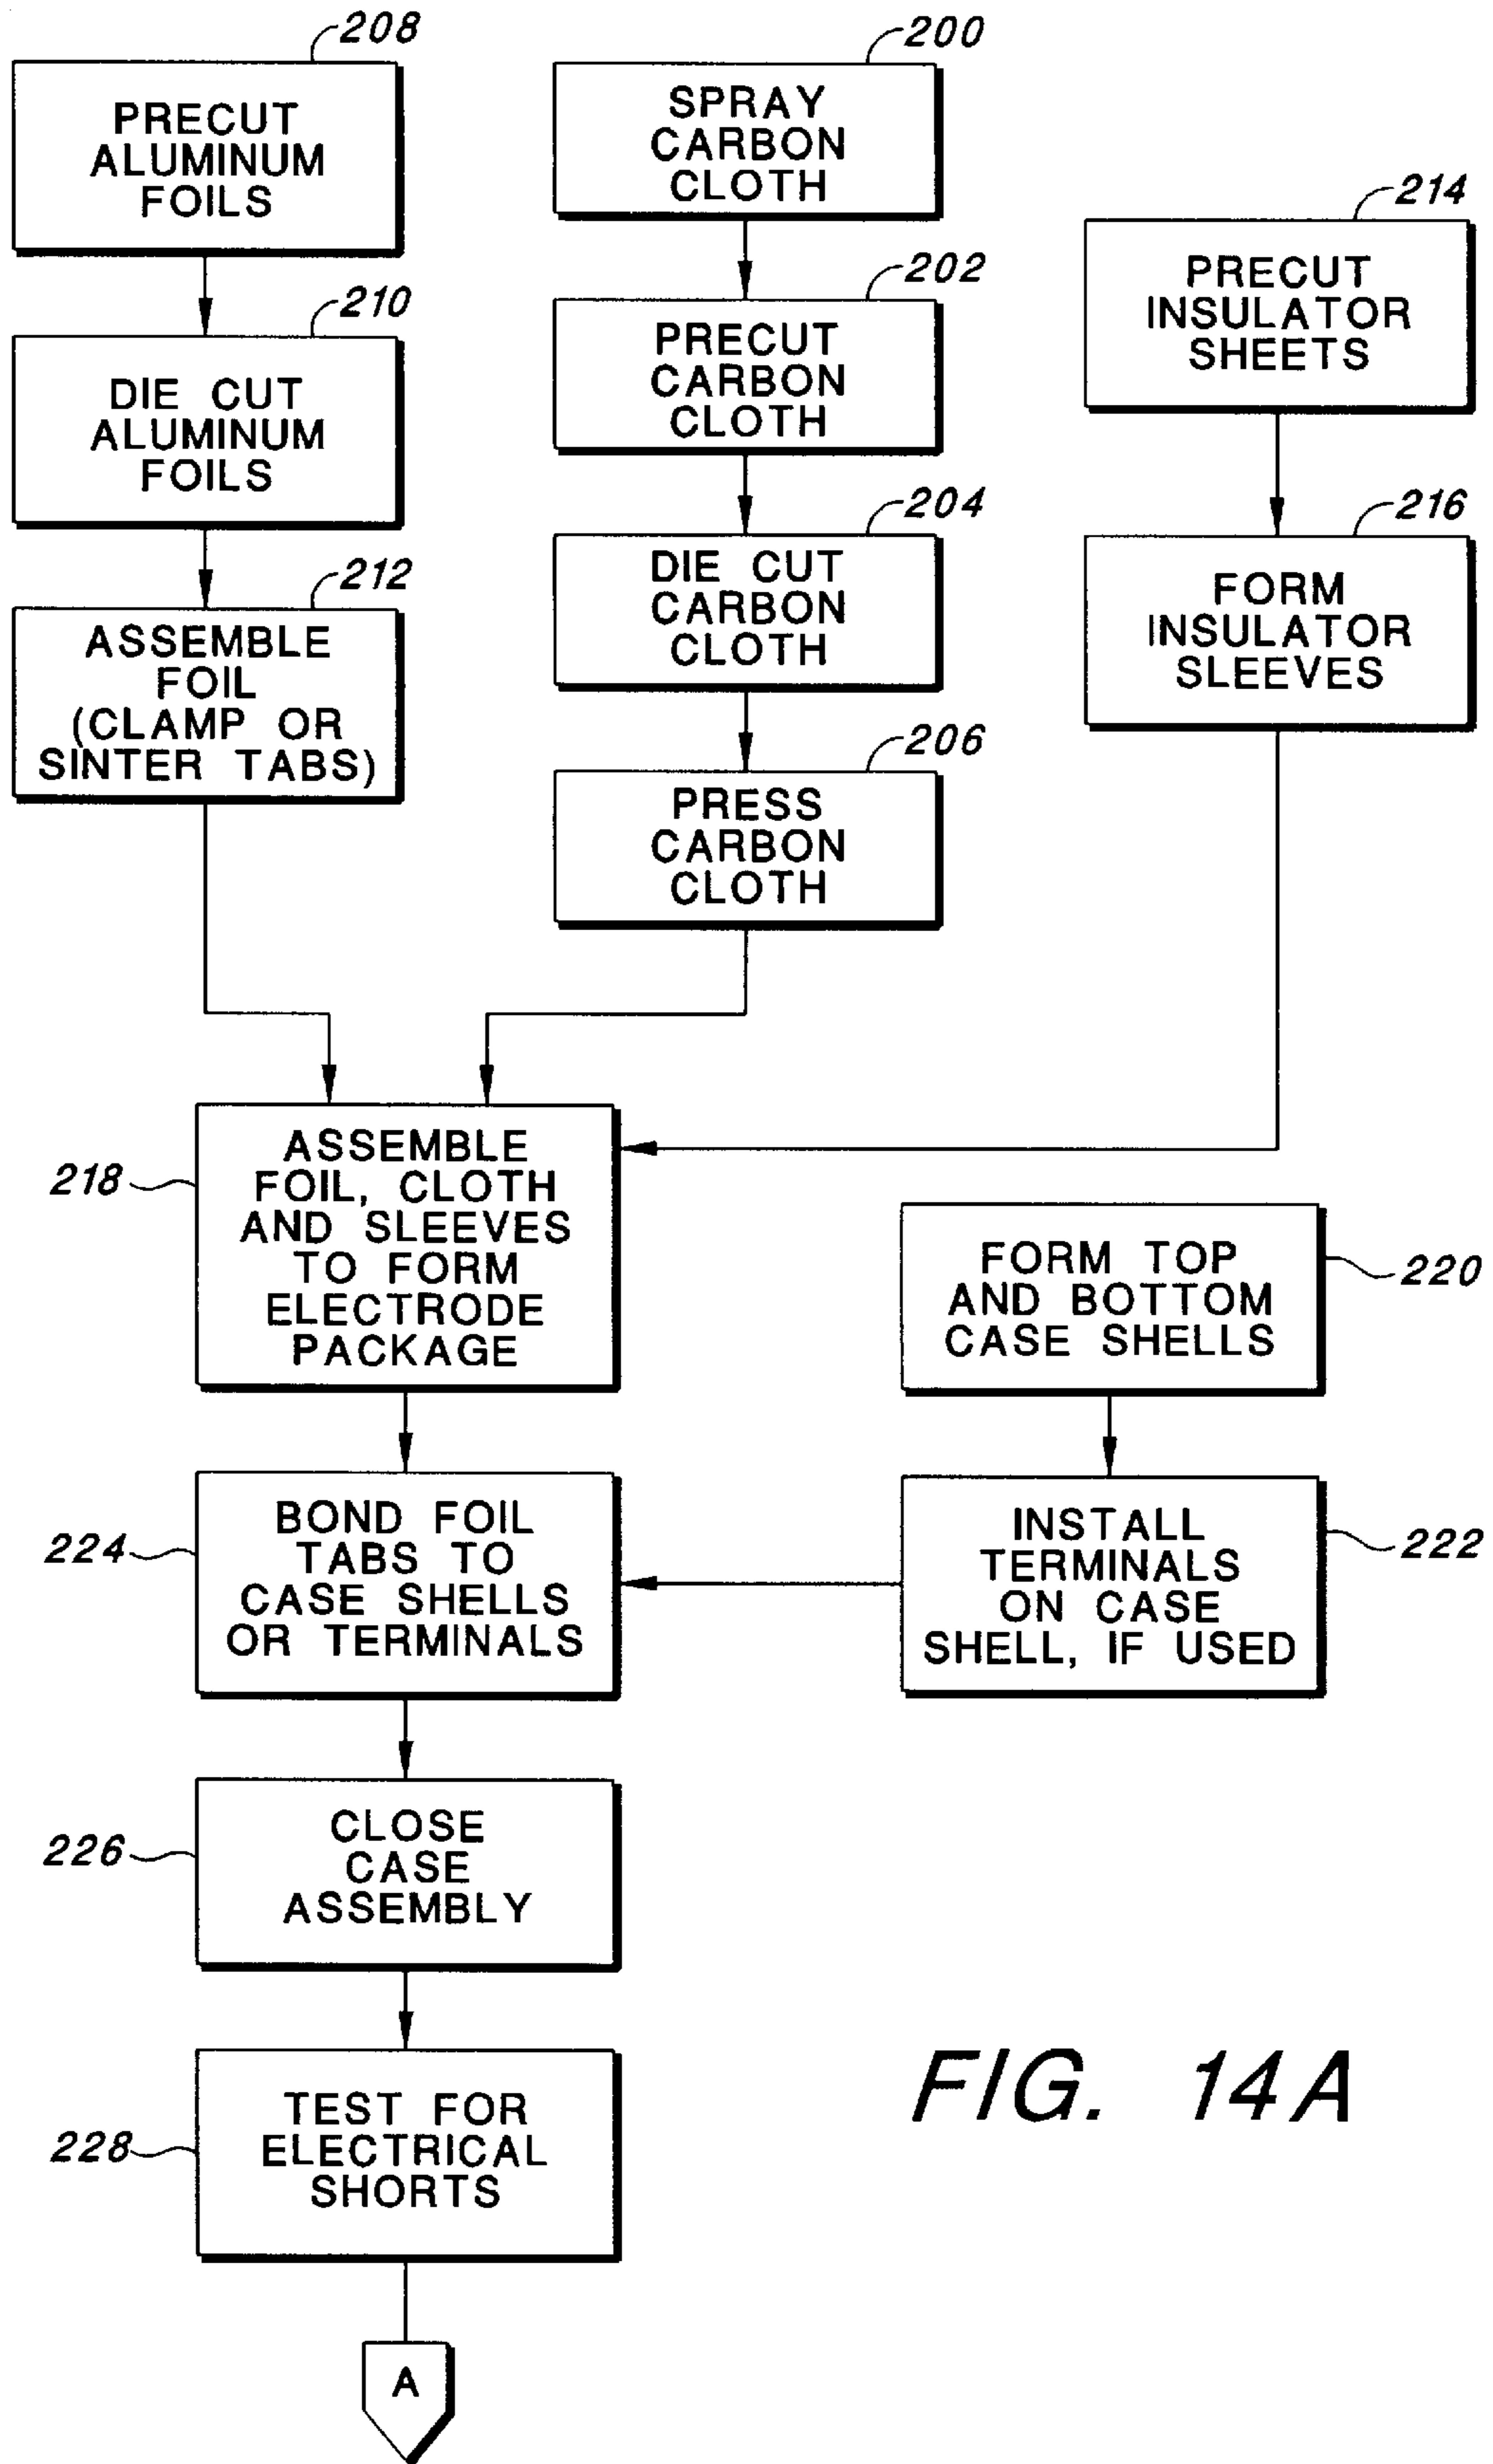 208
PRECUT
ALUMINUM
FOILS
210
DIE CUT
ALUMINUM
FOILS
212
ASSEMBLE
FOIL
(CLAMP OR
SINTER TABS)
200
SPRAY
CARBON
CLOTH
202
PRECUT
CARBON
CLOTH
204
DIE CUT
CARBON
CLOTH
206
PRESS
CARBON
CLOTH
214
PRECUT
INSULATOR
SHEETS
216
FORM
INSULATOR
SLEEVES
218
ASSEMBLE
FOIL, CLOTH
AND SLEEVES
TO FORM
ELECTRODE
PACKAGE
220
FORM TOP
AND BOTTOM
CASE SHELLS
222
INSTALL
TERMINALS
ON CASE
SHELL, IF USED
224
BOND FOIL
TABS TO
CASE SHELLS
OR TERMINALS
226
CLOSE
CASE
ASSEMBLY
228
TEST FOR
ELECTRICAL
SHORTS
A
FIG. 14A